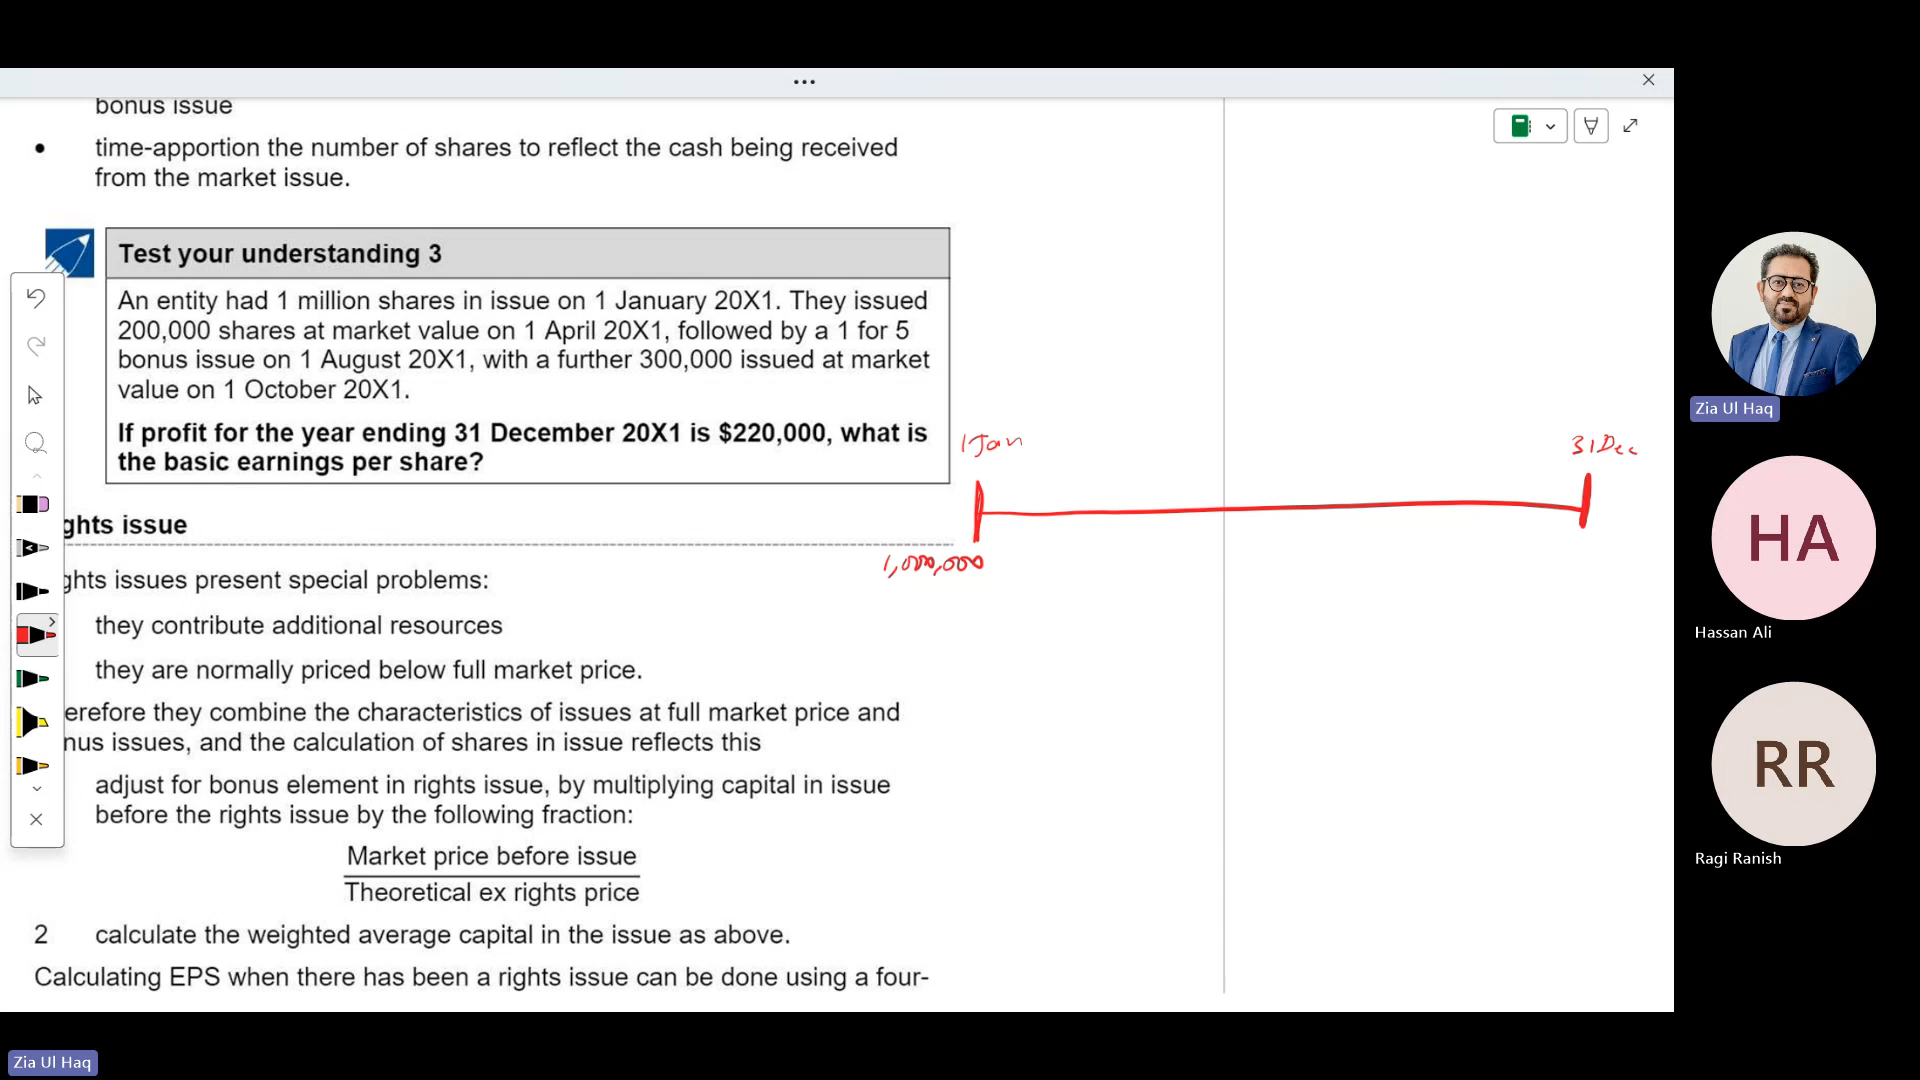 bonus issue
• time-apportion the number of shares to reflect the cash being received
from the market issue.
Test your understanding 3
An entity had 1 million shares in issue on 1 January 20X1. They issued
200,000 shares at market value on 1 April 20X1, followed by a 1 for 5
bonus issue on 1 August 20X1, with a further 300,000 issued at market
value on 1 October 20X1.
If profit for the year ending 31 December 20X1 is $220,000, what is
the basic earnings per share?
1 Jan
31 Dec
1,000,000
ghts issue
ghts issues present special problems:
they contribute additional resources
they are normally priced below full market price.
erefore they combine the characteristics of issues at full market price and
nus issues, and the calculation of shares in issue reflects this
adjust for bonus element in rights issue, by multiplying capital in issue
before the rights issue by the following fraction:
Market price before issue
Theoretical ex rights price
2 calculate the weighted average capital in the issue as above.
Calculating EPS when there has been a rights issue can be done using a four-
Zia Ul Haq
HA
Hassan Ali
RR
Ragi Ranish
Zia Ul Haq